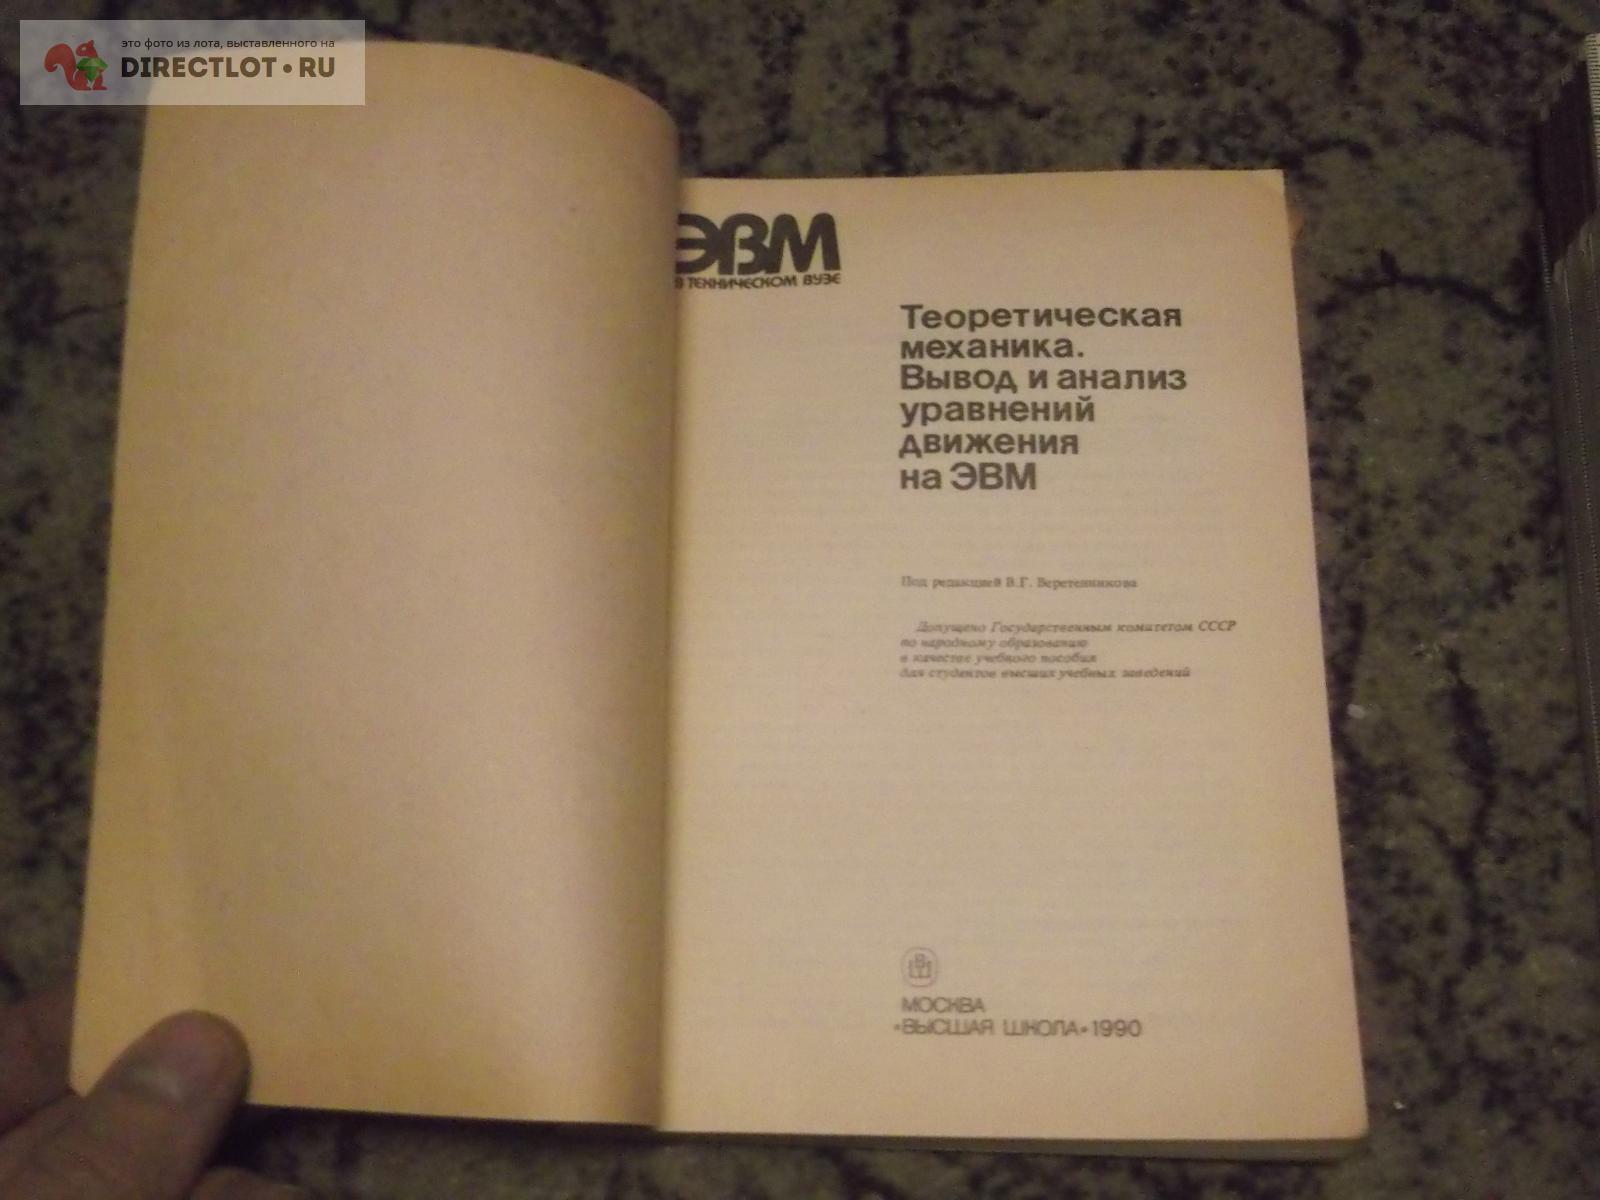 это фото из лота, выставленного на
DIRECTLOT•RU
ЭВМ
В ТЕХНИЧЕСКОМ ВУЗЕ
Теоретическая
механика.
Вывод и анализ
уравнений
движения
на ЭВМ
Под редакцией В.Г. Веретенникова
Допущено Государственным комитетом СССР
по народному образованию
в качестве учебного пособия
для студентов высших учебных заведений
МОСКВА
«ВЫСШАЯ ШКОЛА» 1990